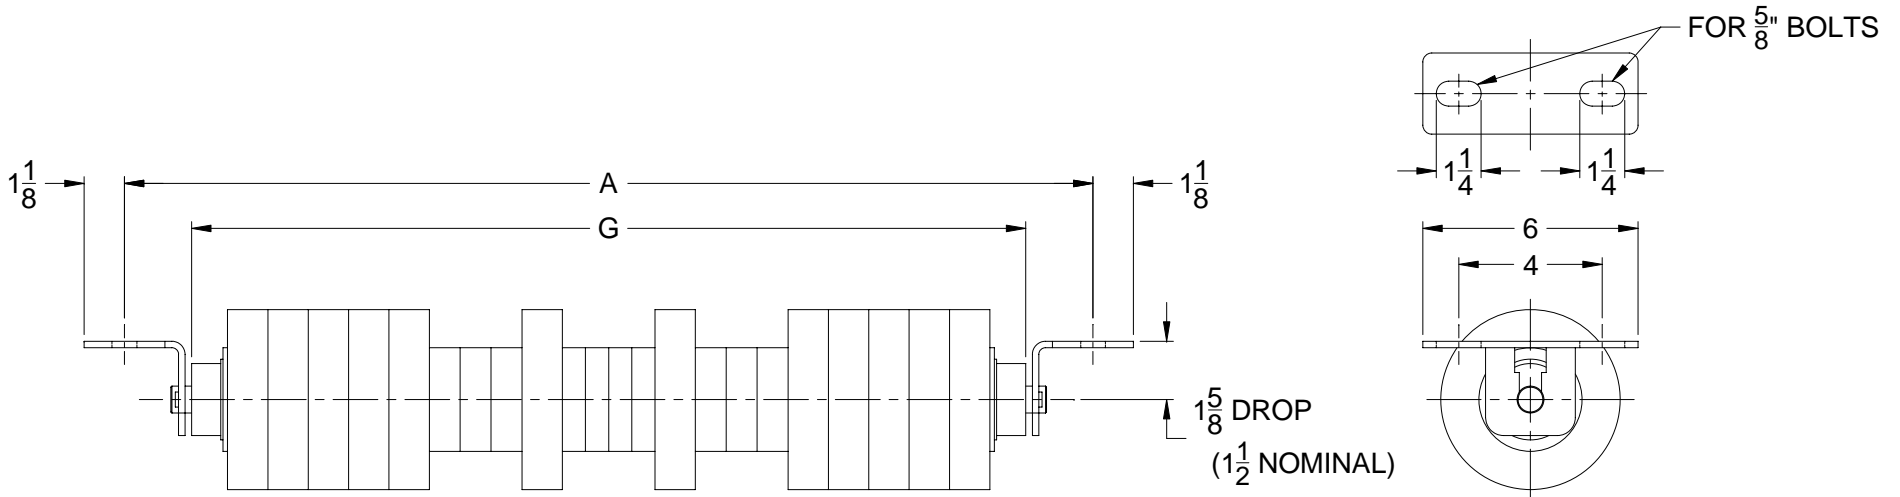 FOR 5/8" BOLTS
1 1/4 1 1/4
1 1/8 A 1 1/8
G 6
4
1 5/8 DROP
(1 1/2 NOMINAL)